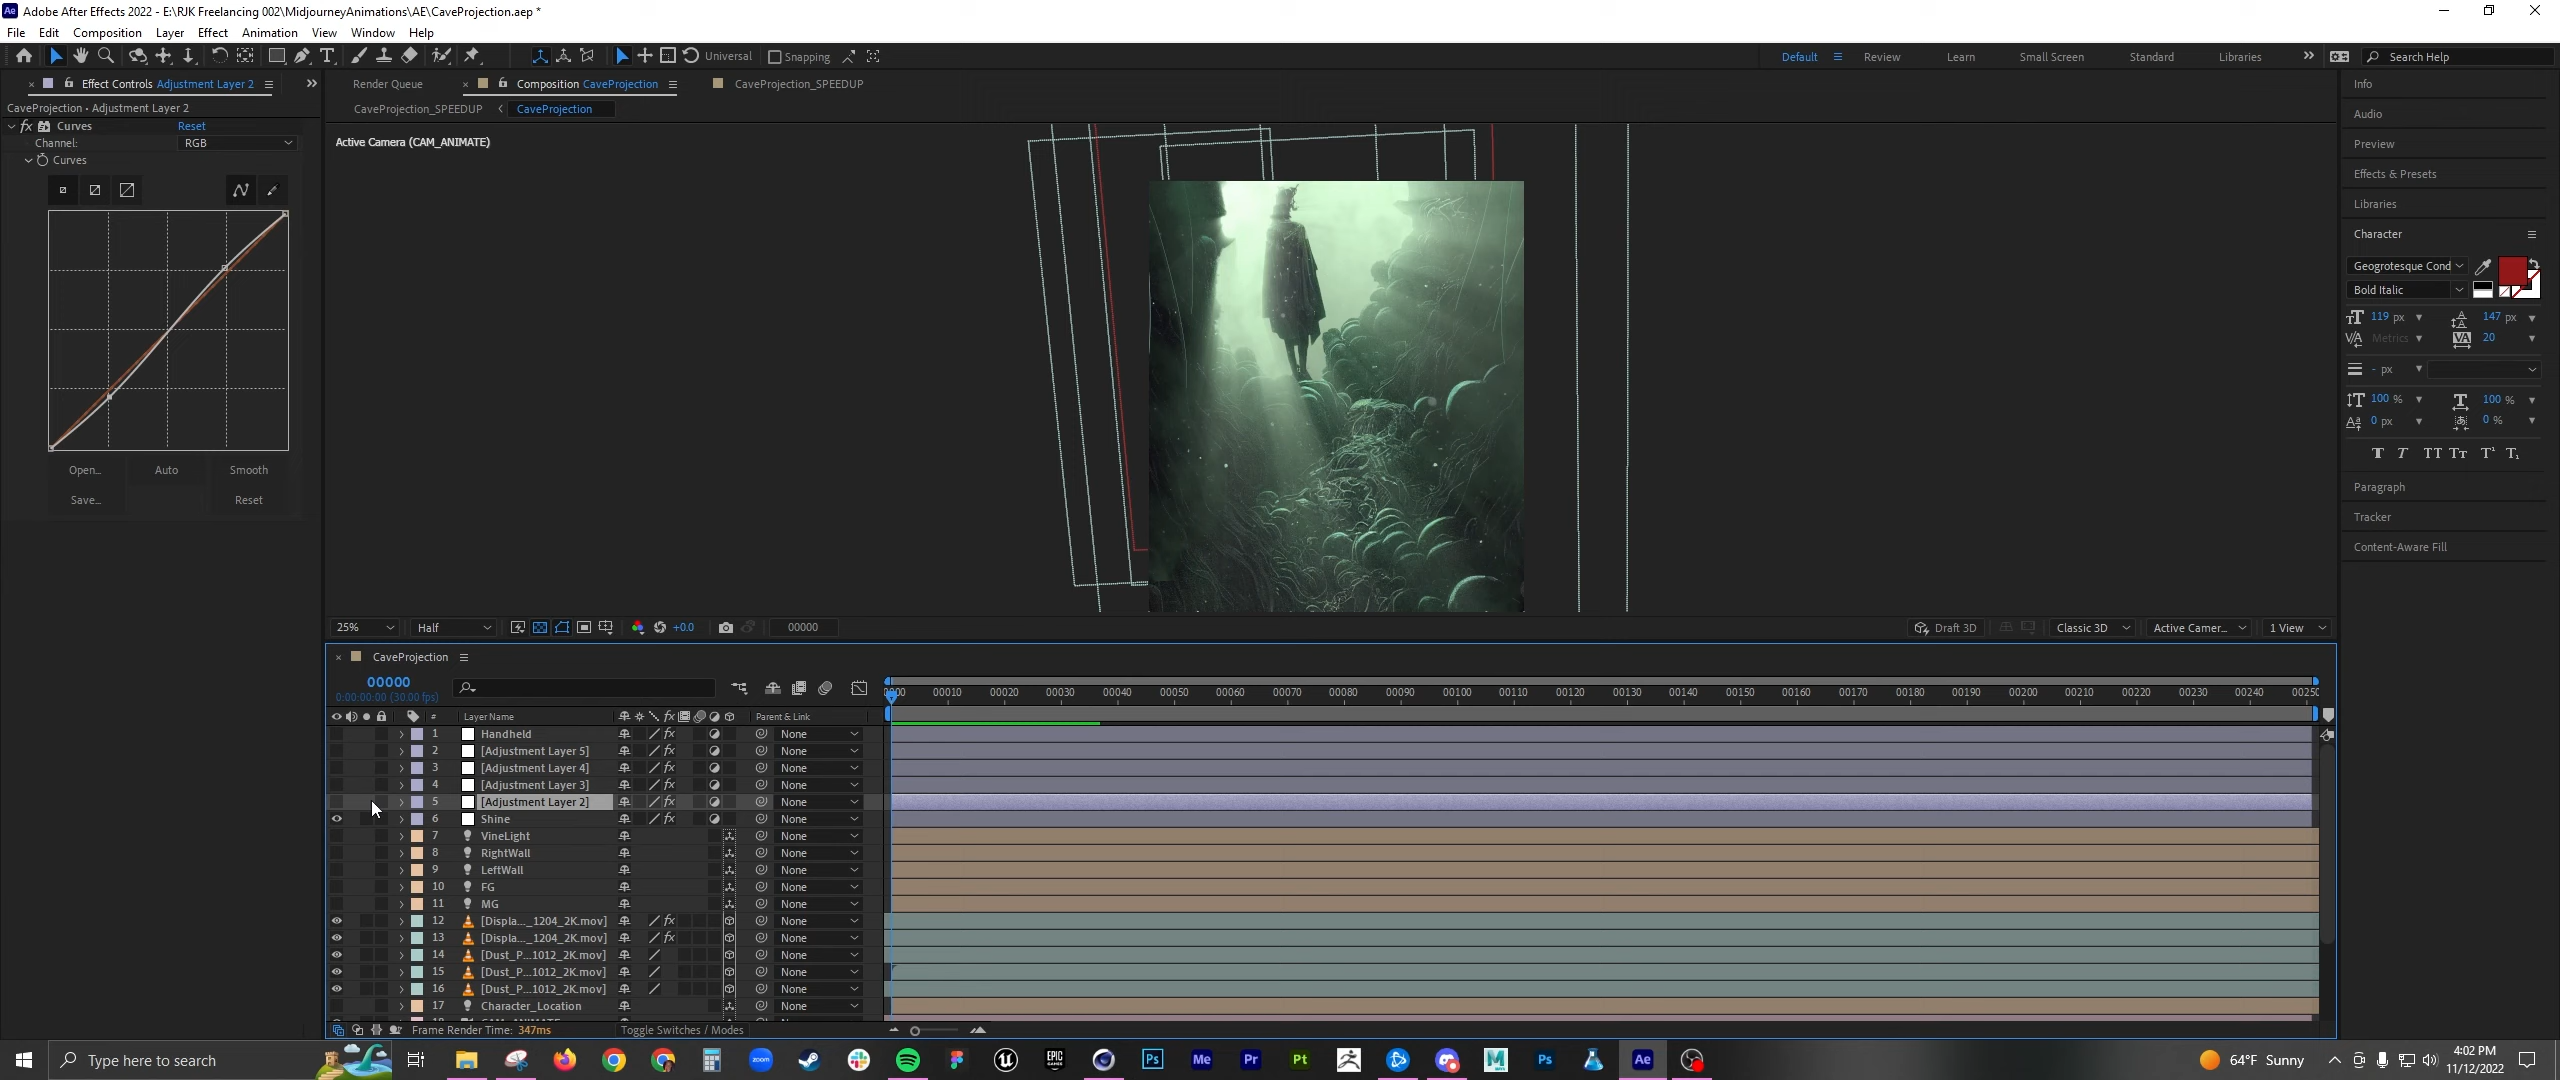 Adobe After Effects 2022 - E:\RJK Freelancing 002\MidjourneyAnimations\AE\CaveProjection.aep *
File Edit Composition Layer Effect Animation View Window Help
Universal Snapping Default Review Learn Small Screen Standard Libraries Search Help
Effect Controls Adjustment Layer 2
CaveProjection • Adjustment Layer 2
fx Curves Reset
Channel: RGB
Curves
Open... Auto Smooth
Save... Reset
Render Queue Composition CaveProjection CaveProjection_SPEEDUP
CaveProjection_SPEEDUP CaveProjection
Active Camera (CAM_ANIMATE)
25% Half +0.0 00000 Draft 3D Classic 3D Active Camer... 1 View
Info
Audio
Preview
Effects & Presets
Libraries
Character
Geogrotesque Cond
Bold Italic
119 px 147 px
Metrics 20
- px
100 % 100 %
0 px 0 %
Paragraph
Tracker
Content-Aware Fill
CaveProjection
00000
0:00:00:00 (30.00 fps)
00010 00020 00030 00040 00050 00060 00070 00080 00090 00100 00110 00120 00130 00140 00150 00160 00170 00180 00190 00200 00210 00220 00230 00240
# Layer Name Parent & Link
1 Handheld None
2 [Adjustment Layer 5] None
3 [Adjustment Layer 4] None
4 [Adjustment Layer 3] None
5 [Adjustment Layer 2] None
6 Shine None
7 VineLight None
8 RightWall None
9 LeftWall None
10 FG None
11 MG None
12 [Displa..._1204_2K.mov] None
13 [Displa..._1204_2K.mov] None
14 [Dust_P...1012_2K.mov] None
15 [Dust_P...1012_2K.mov] None
16 [Dust_P...1012_2K.mov] None
17 Character_Location None
Frame Render Time: 347ms Toggle Switches / Modes
Type here to search
64°F Sunny
4:02 PM
11/12/2022